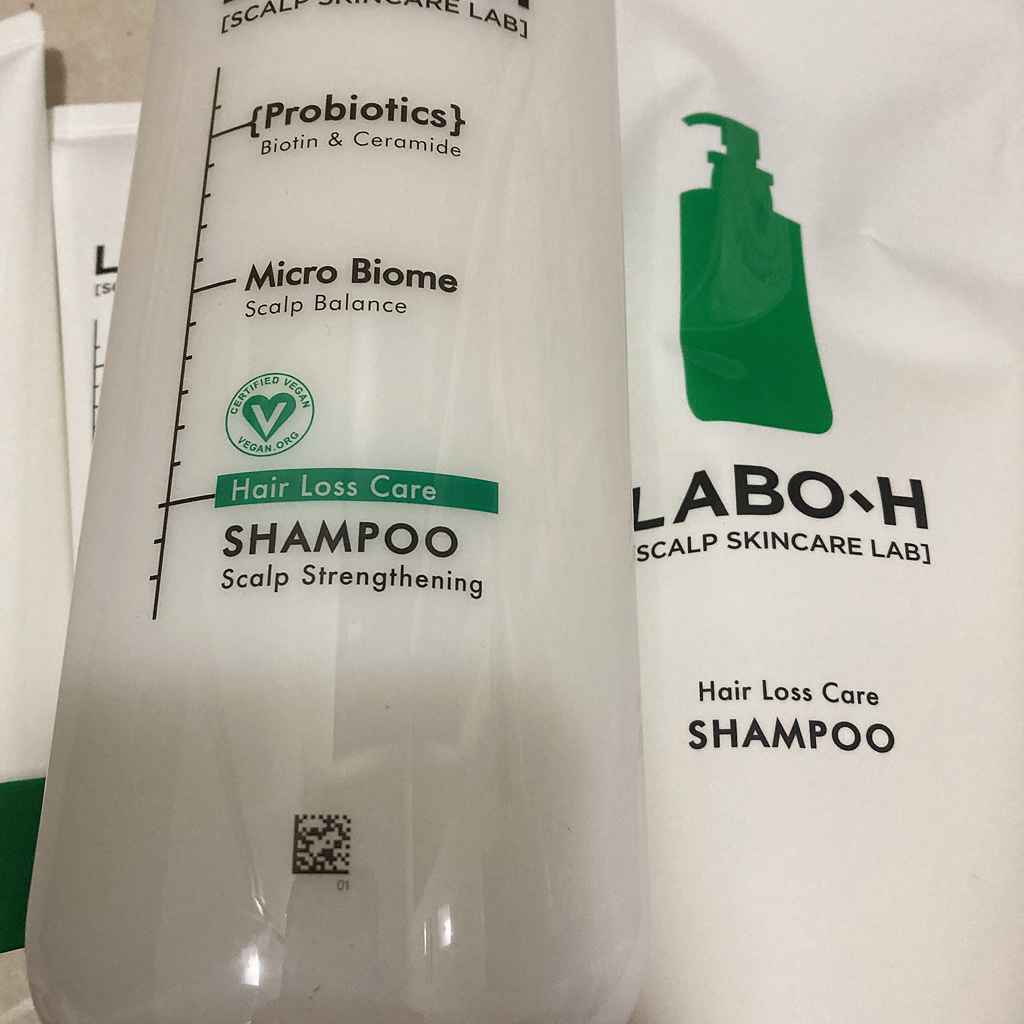 [SCALP SKINCARE LAB]
{Probiotics}
Biotin & Ceramide
Micro Biome
Scalp Balance
CERTIFIED VEGAN
V
VEGAN.ORG
Hair Loss Care
SHAMPOO
Scalp Strengthening
01
LABO-H
[SCALP SKINCARE LAB]
Hair Loss Care
SHAMPOO